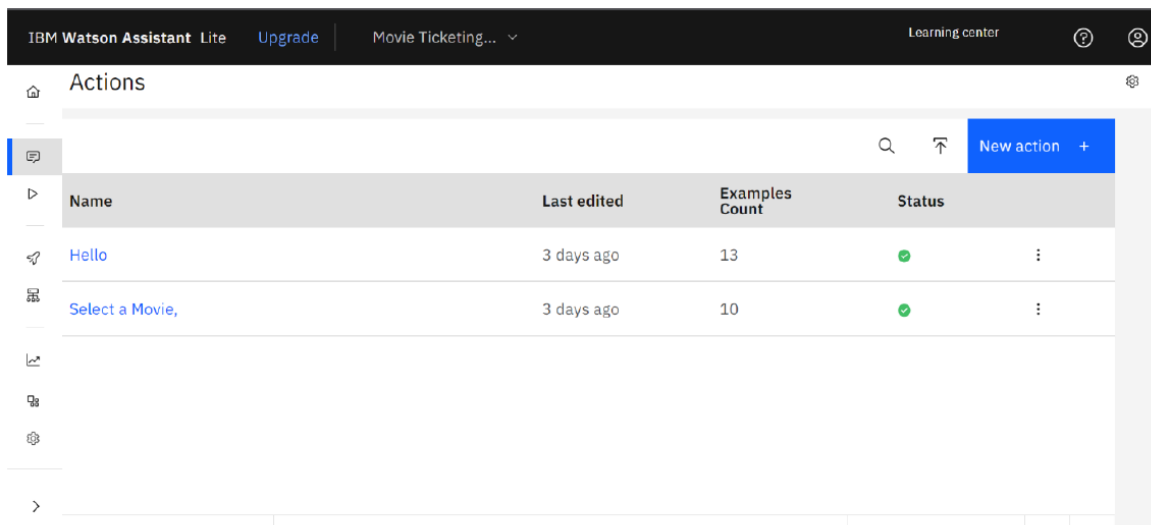 IBM Watson Assistant Lite Upgrade Movie Ticketing... Learning center
Actions
New action +
Name Last edited Examples Count Status
Hello 3 days ago 13
Select a Movie, 3 days ago 10